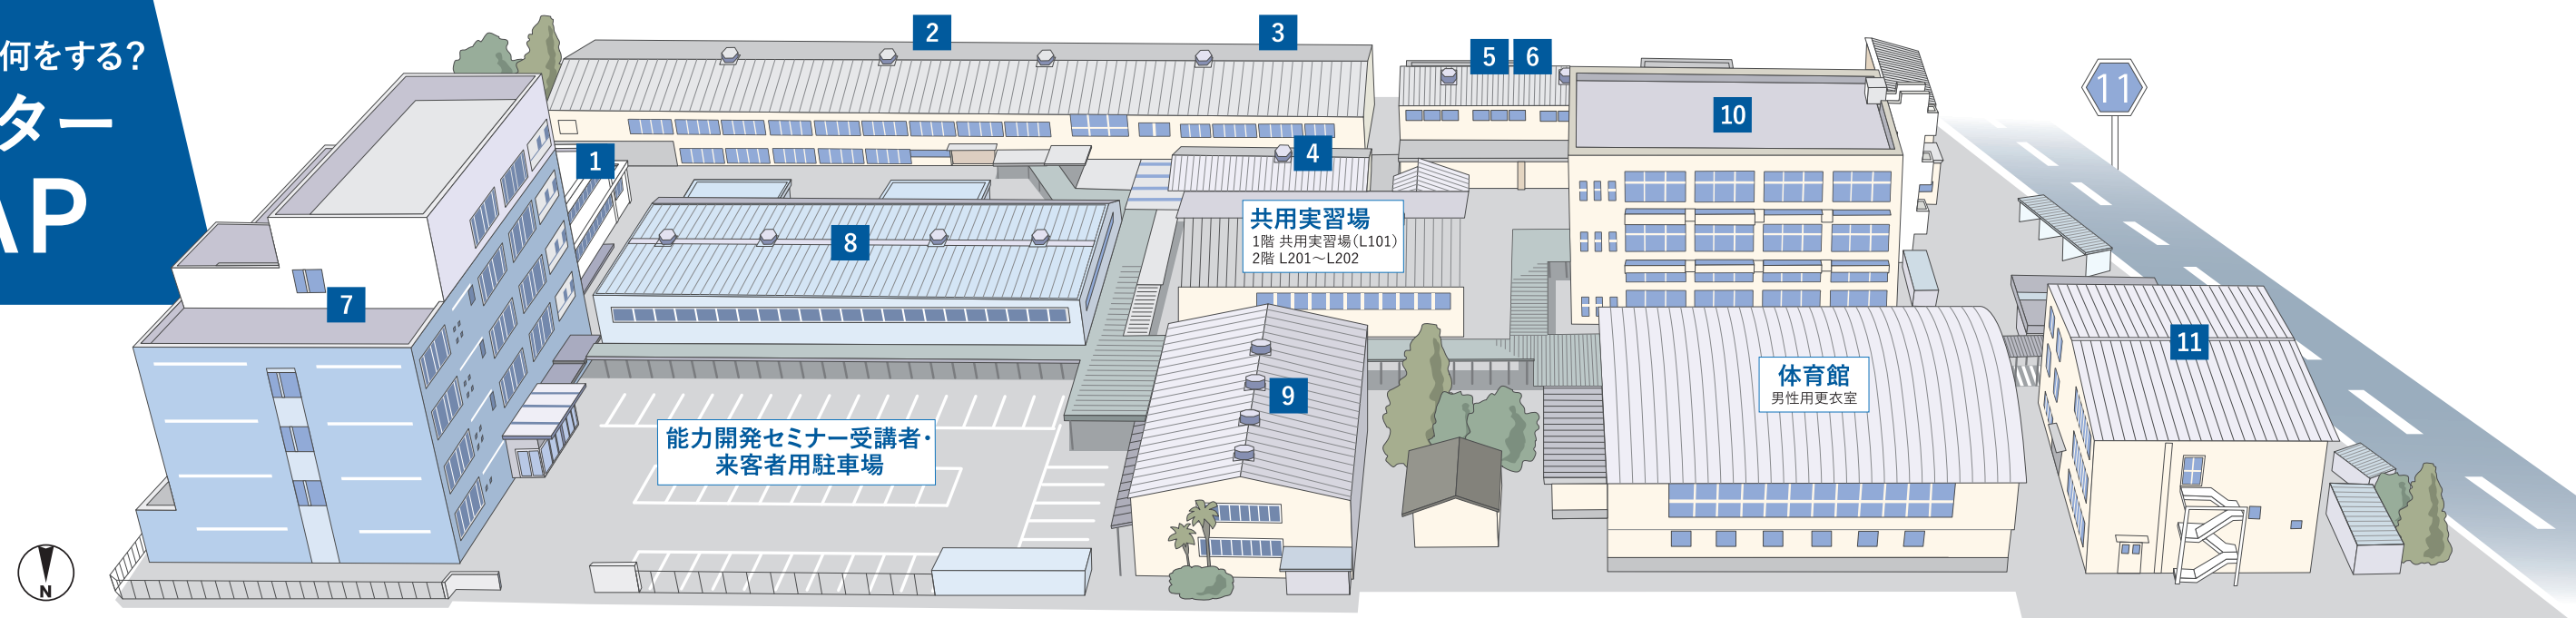 何をする?
ター
AP
1
2
3
4
5
6
7
8
9
10
11
11
共用実習場
1階 共用実習場(L101)
2階 L201～L202
体育館
男性用更衣室
能力開発セミナー受講者・
来客者用駐車場
N